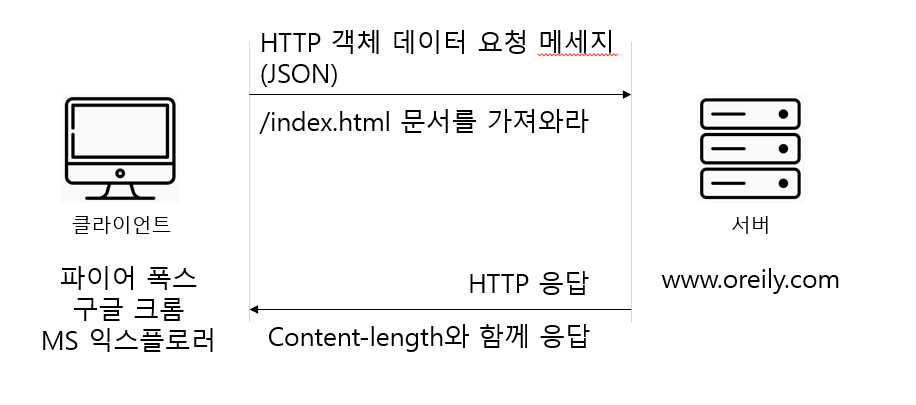 HTTP 객체 데이터 요청 메세지
(JSON)
/index.html 문서를 가져와라
클라이언트
서버
파이어 폭스
구글 크롬
MS 익스플로러
www.oreily.com
HTTP 응답
Content-length와 함께 응답